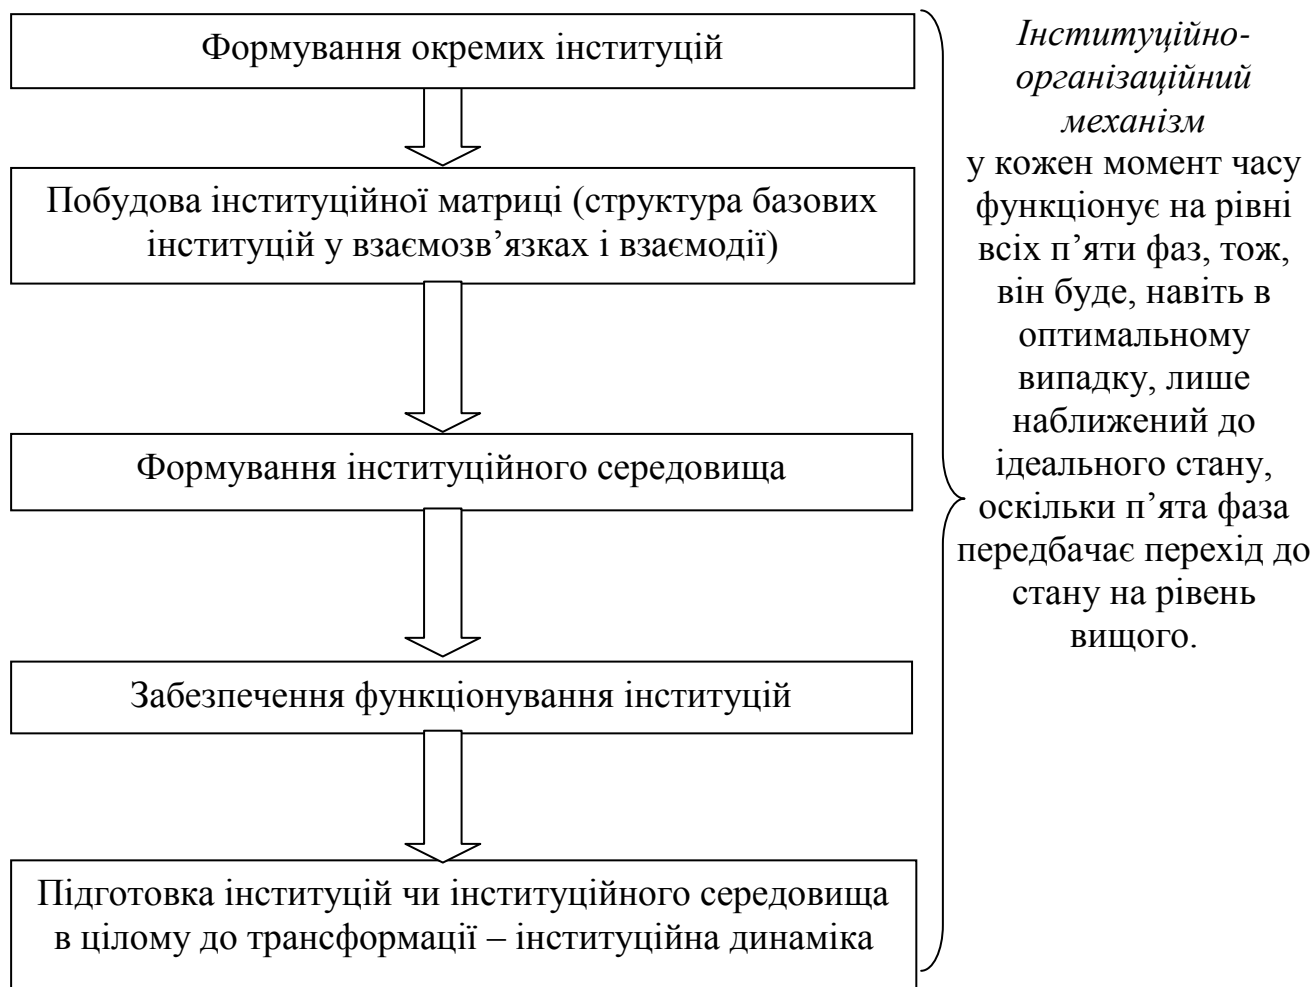 Формування окремих інституцій
Побудова інституційної матриці (структура базових
інституцій у взаємозв’язках і взаємодії)
Формування інституційного середовища
Забезпечення функціонування інституцій
Підготовка інституцій чи інституційного середовища
в цілому до трансформації – інституційна динаміка
Інституційно-
організаційний
механізм
у кожен момент часу
функціонує на рівні
всіх п’яти фаз, тож,
він буде, навіть в
оптимальному
випадку, лише
наближений до
ідеального стану,
оскільки п’ята фаза
передбачає перехід до
стану на рівень
вищого.